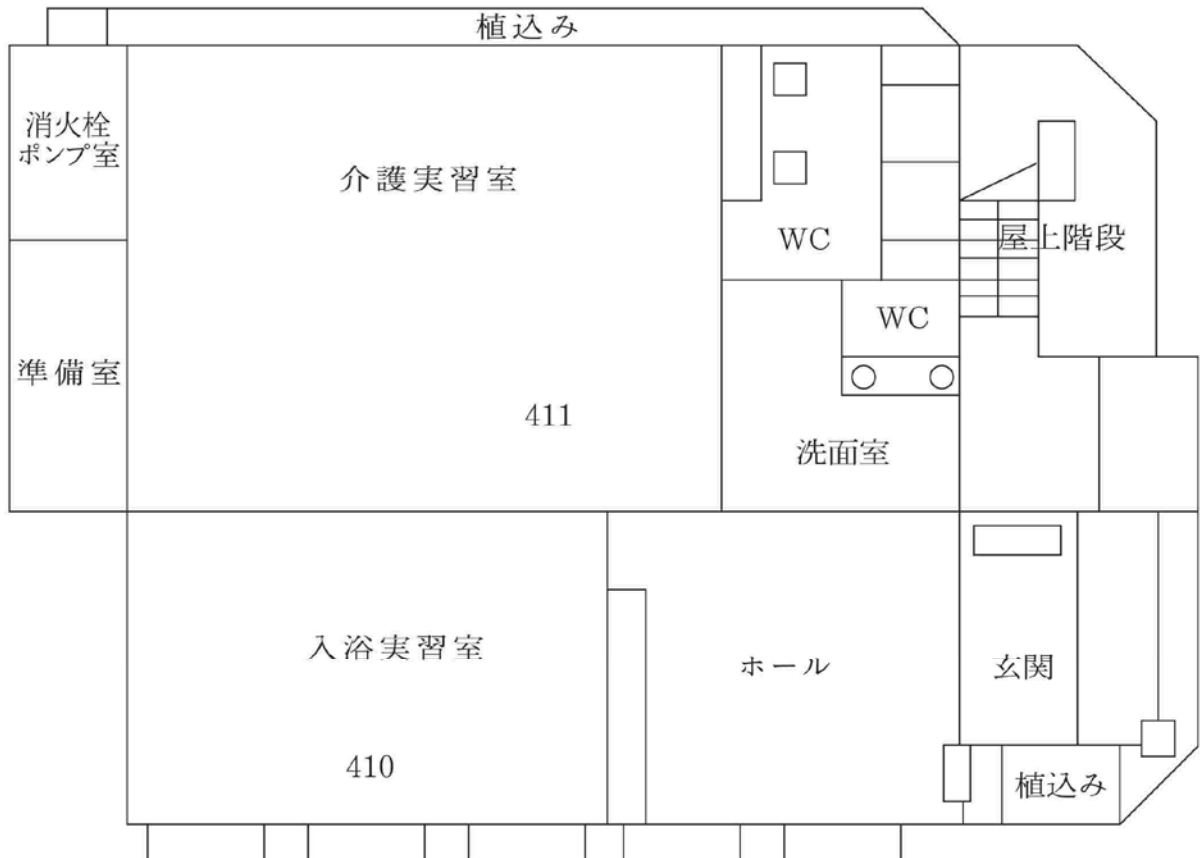 植込み
消火栓
ポンプ室
介護実習室
WC
屋上階段
WC
準備室
411
洗面室
入浴実習室
ホール
玄関
410
植込み